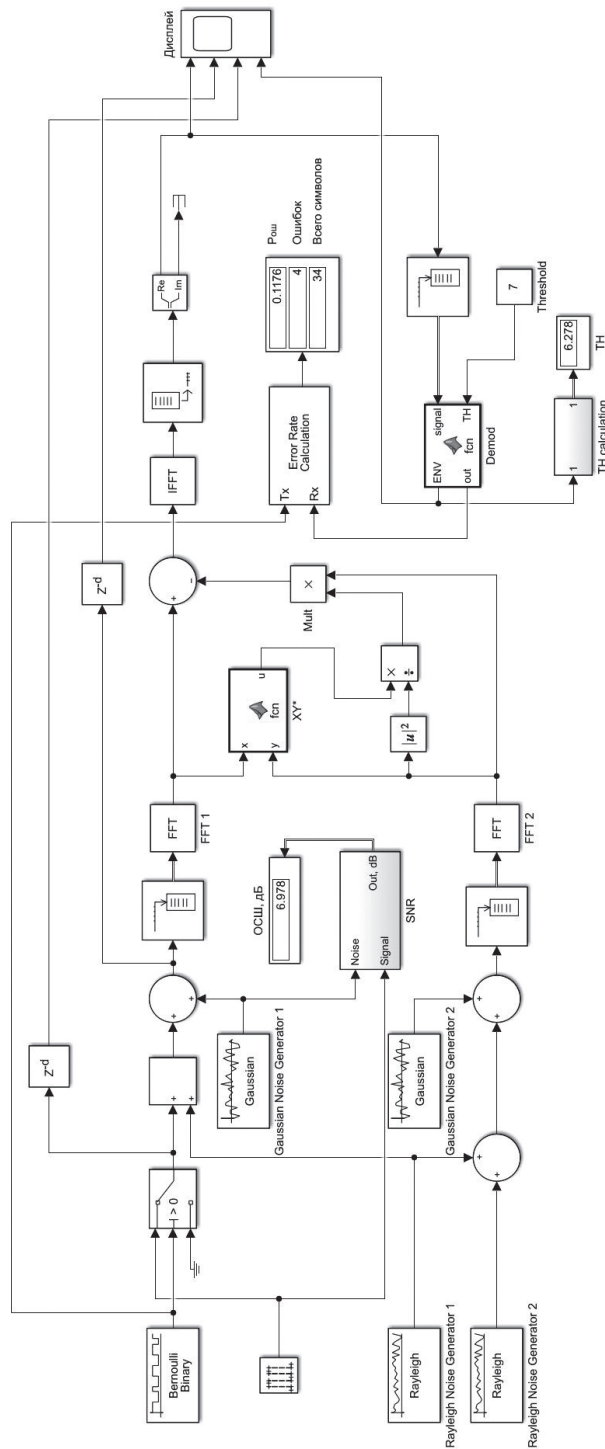 Bernoulli
Binary
I > 0
Z-d
Z-d
Дисплей
FFT
FFT 1
IFFT
Re
Im
Gaussian
Gaussian Noise Generator 1
ОСШ, дБ
6.978
Noise
Signal
Out, dB
SNR
x
y
u
fcn
XY*
Tx
Rx
Error Rate
Calculation
Pош
Ошибок
Всего символов
0.1176
4
34
Mult
×
×
÷
|u|²
Gaussian
Gaussian Noise Generator 2
FFT
FFT 2
Rayleigh
Rayleigh Noise Generator 1
Rayleigh
Rayleigh Noise Generator 2
ENV
out
signal
TH
fcn
Demod
7
Threshold
1
1
TH calculation
6.278
TH